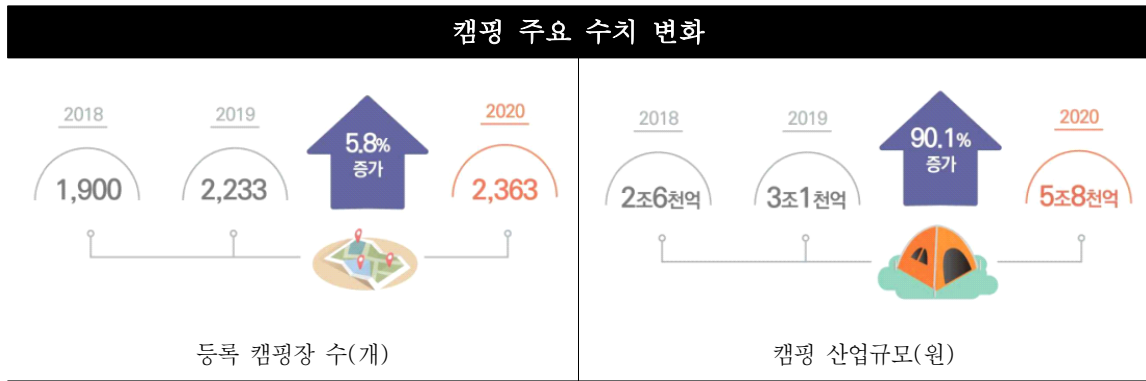 캠핑 주요 수치 변화
2018
2019
5.8%
증가
2020
1,900
2,233
2,363
등록 캠핑장 수(개)
2018
2019
90.1%
증가
2020
2조6천억
3조1천억
5조8천억
캠핑 산업규모(원)